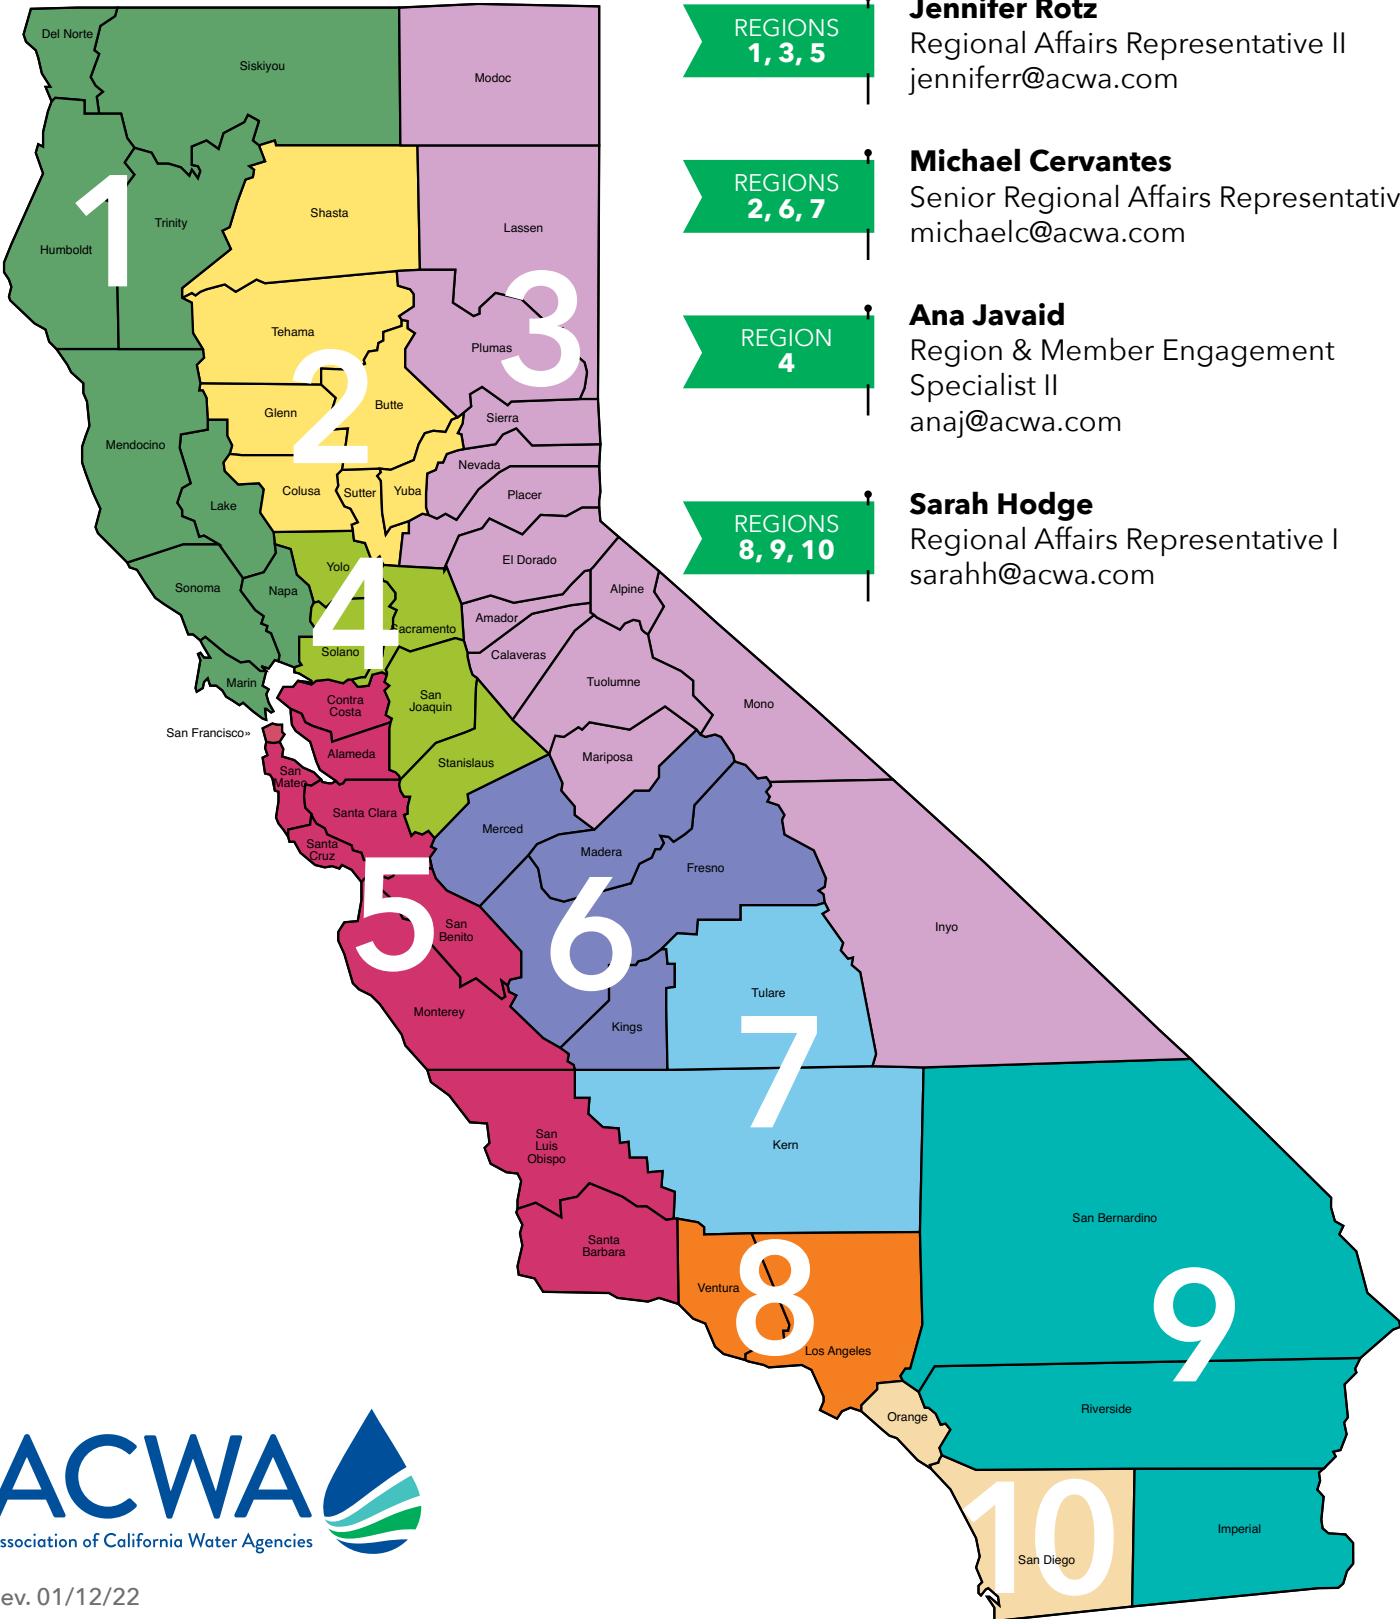 Jennifer Rotz
Regional Affairs Representative II
jenniferr@acwa.com
REGIONS
1, 3, 5
Michael Cervantes
Senior Regional Affairs Representativ
michaelc@acwa.com
REGIONS
2, 6, 7
Ana Javaid
Region & Member Engagement
Specialist II
anaj@acwa.com
REGION
4
Sarah Hodge
Regional Affairs Representative I
sarahh@acwa.com
REGIONS
8, 9, 10
Del Norte
Siskiyou
Modoc
1
Humboldt
Trinity
Shasta
Lassen
3
Tehama
Plumas
2
Glenn
Butte
Sierra
Mendocino
Nevada
Colusa
Sutter
Yuba
Placer
Lake
El Dorado
Yolo
4
Sonoma
Napa
Alpine
Amador
Sacramento
Solano
Calaveras
Marin
Tuolumne
Contra
Costa
San
Joaquin
Mono
San Francisco»
Alameda
Stanislaus
Mariposa
San
Mateo
Santa Clara
Merced
Santa
Cruz
Madera
Fresno
5
6
San
Benito
Inyo
Tulare
Monterey
Kings
7
San
Luis
Obispo
Kern
San Bernardino
Santa
Barbara
8
Ventura
9
Los Angeles
Orange
Riverside
10
San Diego
Imperial
ACWA
ssociation of California Water Agencies
ev. 01/12/22